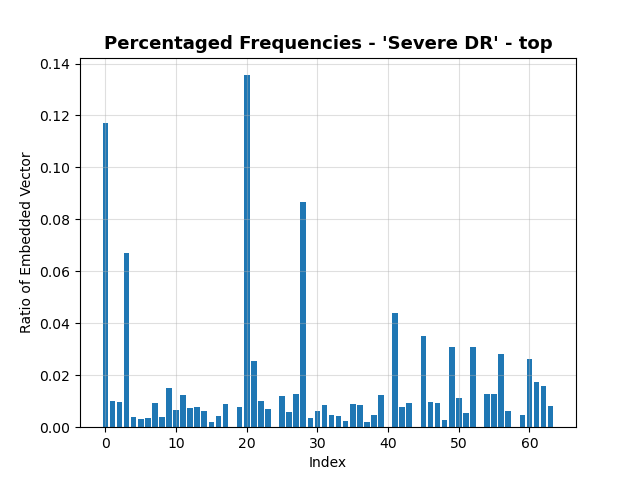 Percentaged Frequencies - 'Severe DR' - top
Ratio of Embedded Vector
0.14
0.12
0.10
0.08
0.06
0.04
0.02
0.00
0 10 20 30 40 50 60
Index